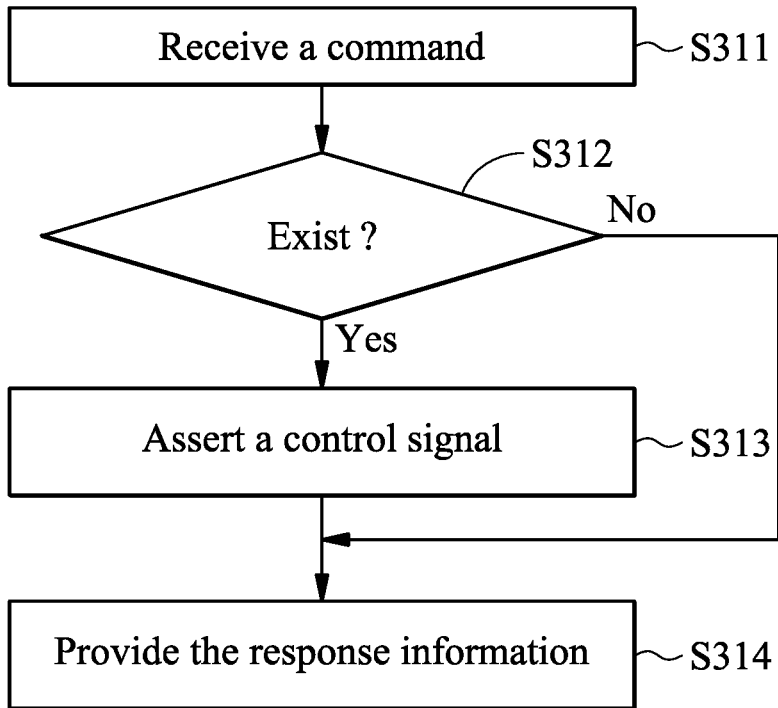 Receive a command S311
S312
Exist ? No
Yes
Assert a control signal S313
Provide the response information S314